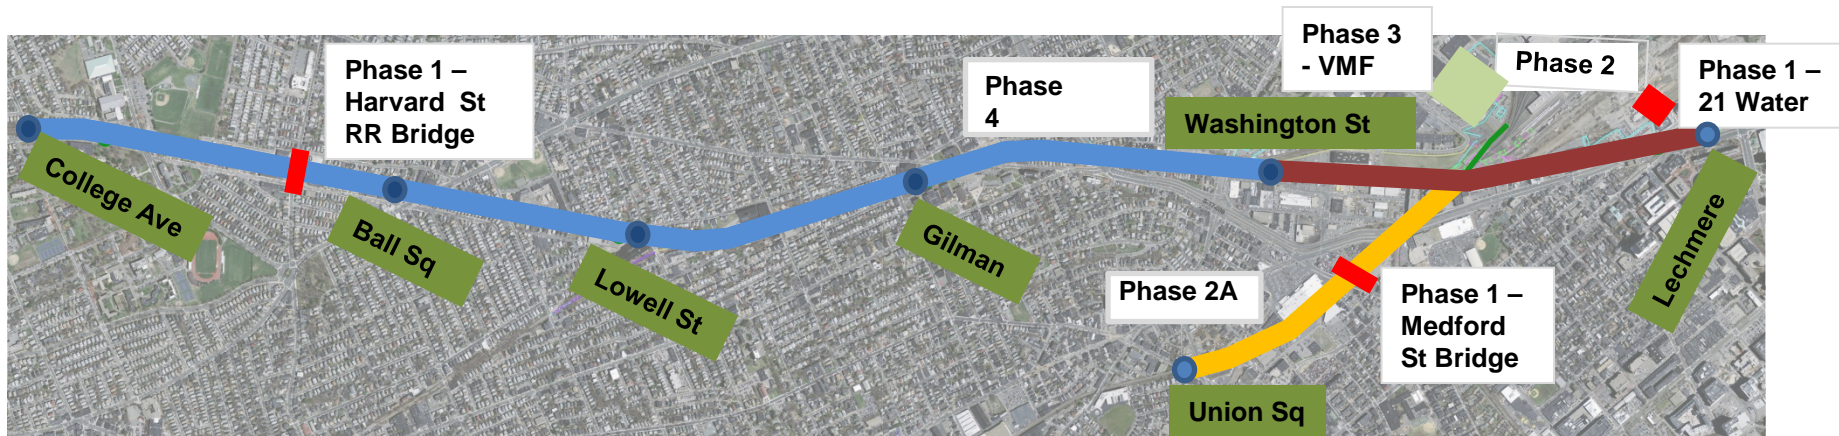 Phase 1 –
Harvard St
RR Bridge
Phase
4
Phase 3
- VMF
Phase 2
Phase 1 –
21 Water
Washington St
College Ave
Ball Sq
Lowell St
Gilman
Lechmere
Phase 2A
Phase 1 –
Medford
St Bridge
Union Sq